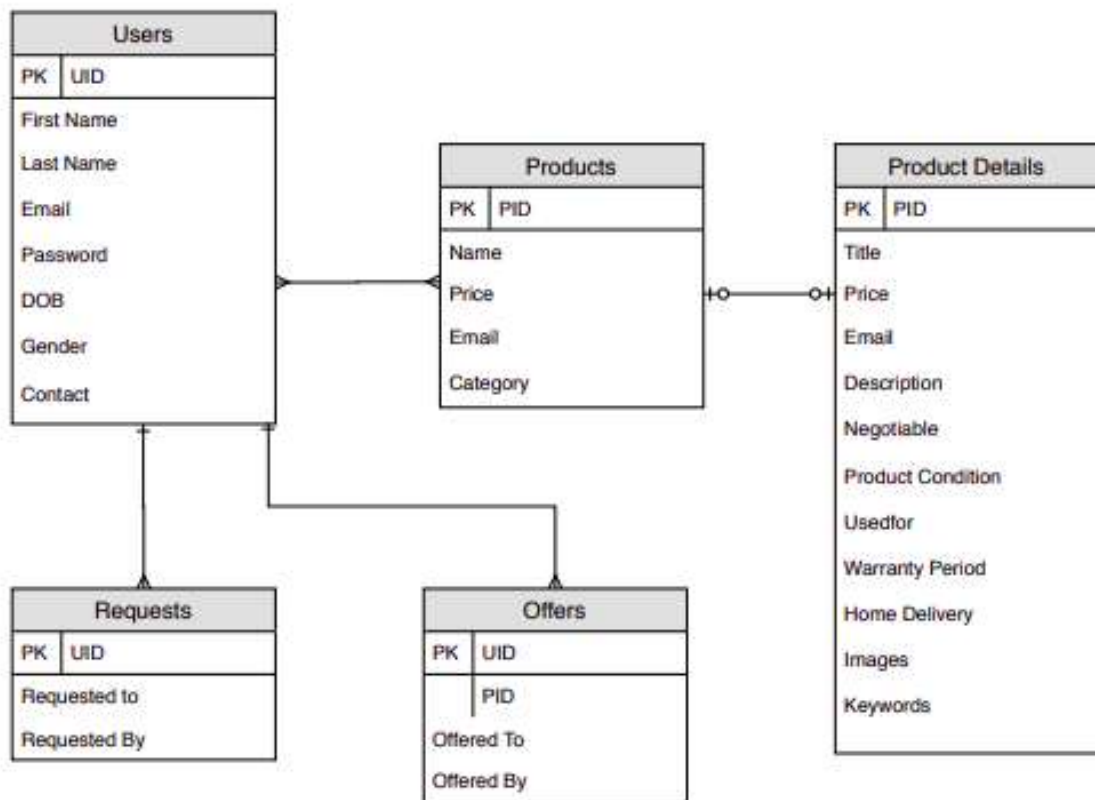 Users
PK UID
First Name
Last Name
Email
Password
DOB
Gender
Contact
Products
PK PID
Name
Price
Email
Category
Product Details
PK PID
Title
Price
Email
Description
Negotiable
Product Condition
Usedfor
Warranty Period
Home Delivery
Images
Keywords
Requests
PK UID
Requested to
Requested By
Offers
PK UID
PID
Offered To
Offered By